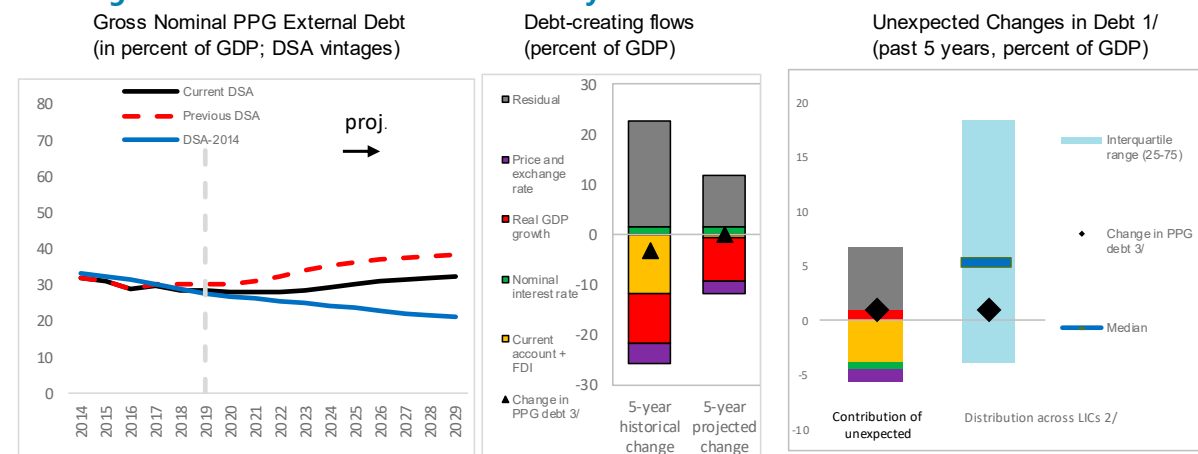 Gross Nominal PPG External Debt
(in percent of GDP; DSA vintages)
Current DSA
Previous DSA
DSA-2014
proj.
80
70
60
50
40
30
20
10
0
2014
2015
2016
2017
2018
2019
2020
2021
2022
2023
2024
2025
2026
2027
2028
2029
Debt-creating flows
(percent of GDP)
Residual
Price and
exchange
rate
Real GDP
growth
Nominal
interest rate
Current
account +
FDI
Change in
PPG debt 3/
30
20
10
0
-10
-20
-30
5-year
historical
change
5-year
projected
change
Unexpected Changes in Debt 1/
(past 5 years, percent of GDP)
20
15
10
5
0
-5
-10
Interquartile
range (25-75)
Change in PPG
debt 3/
Median
Contribution of
unexpected
Distribution across LICs 2/